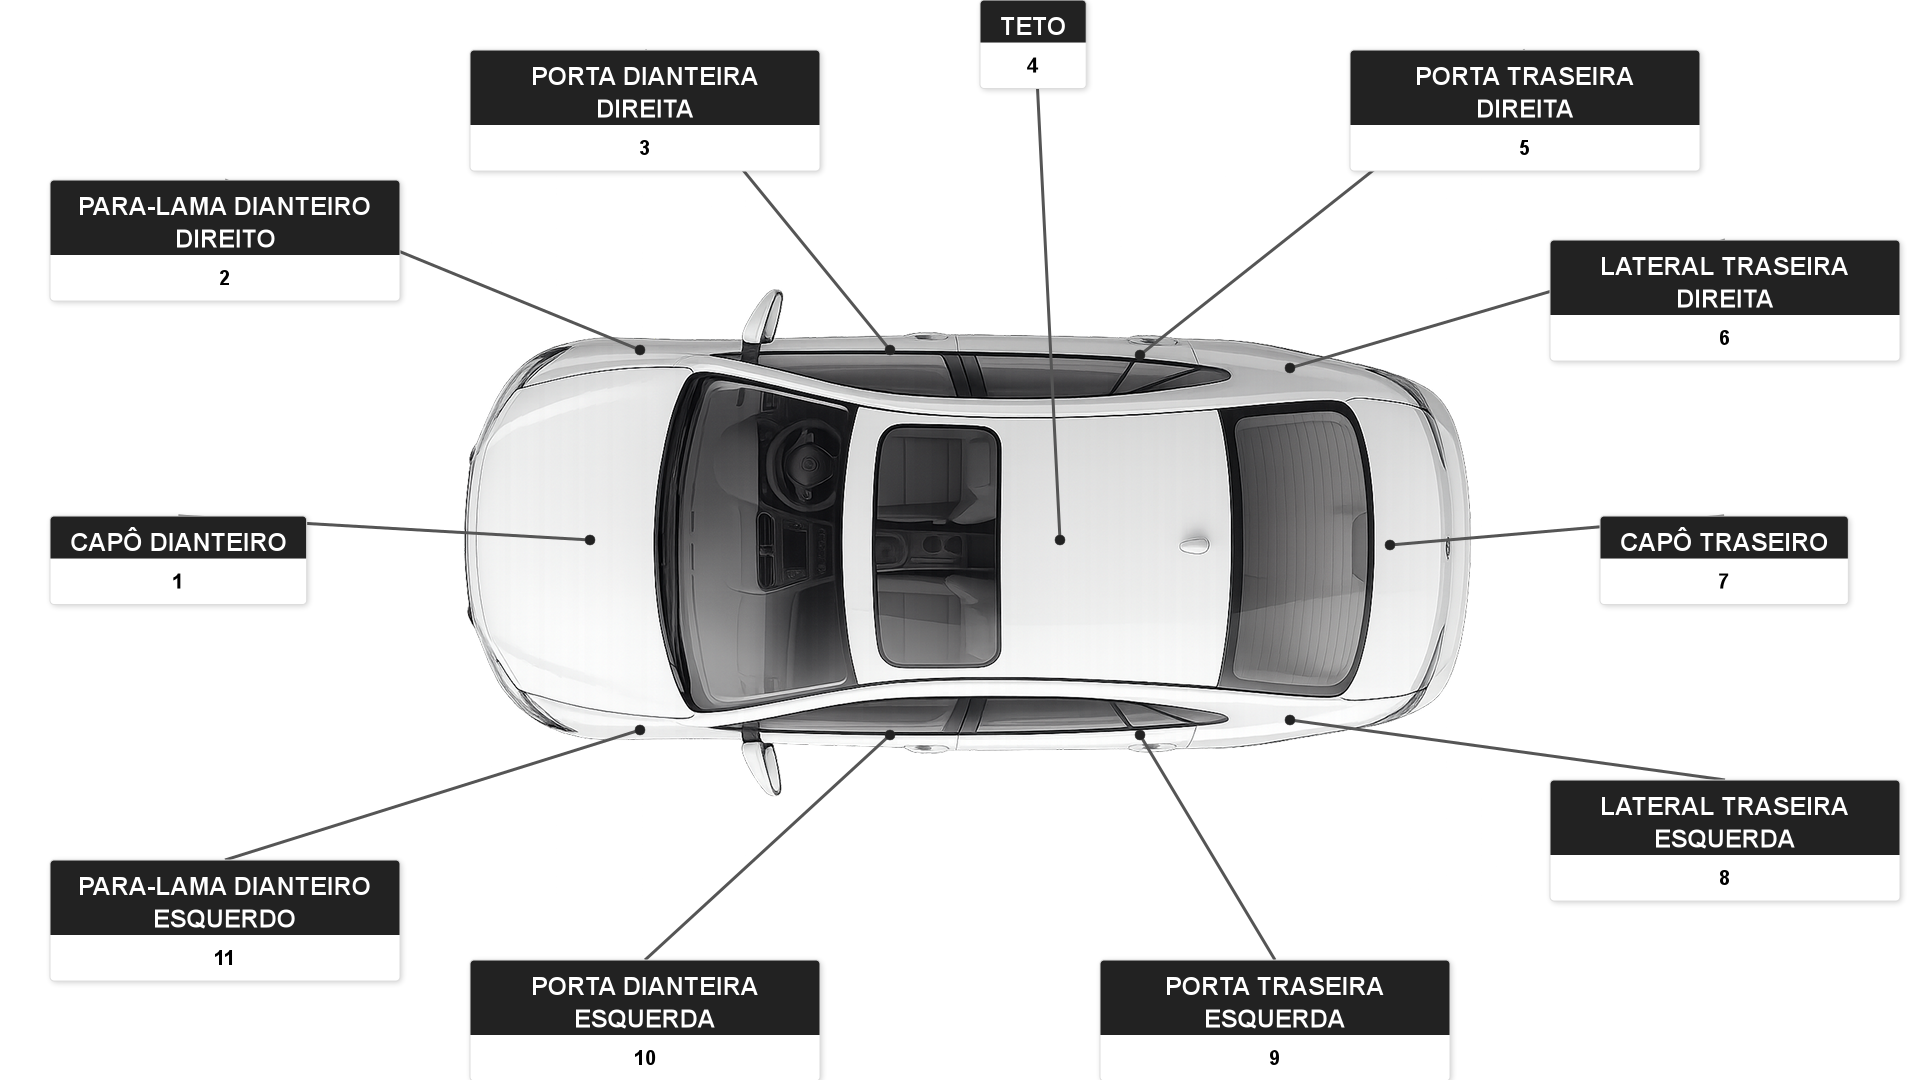 TETO
4
PORTA DIANTEIRA
DIREITA
3
PORTA TRASEIRA
DIREITA
5
PARA-LAMA DIANTEIRO
DIREITO
2
LATERAL TRASEIRA
DIREITA
6
CAPÔ DIANTEIRO
1
CAPÔ TRASEIRO
7
LATERAL TRASEIRA
ESQUERDA
8
PARA-LAMA DIANTEIRO
ESQUERDO
11
PORTA DIANTEIRA
ESQUERDA
10
PORTA TRASEIRA
ESQUERDA
9